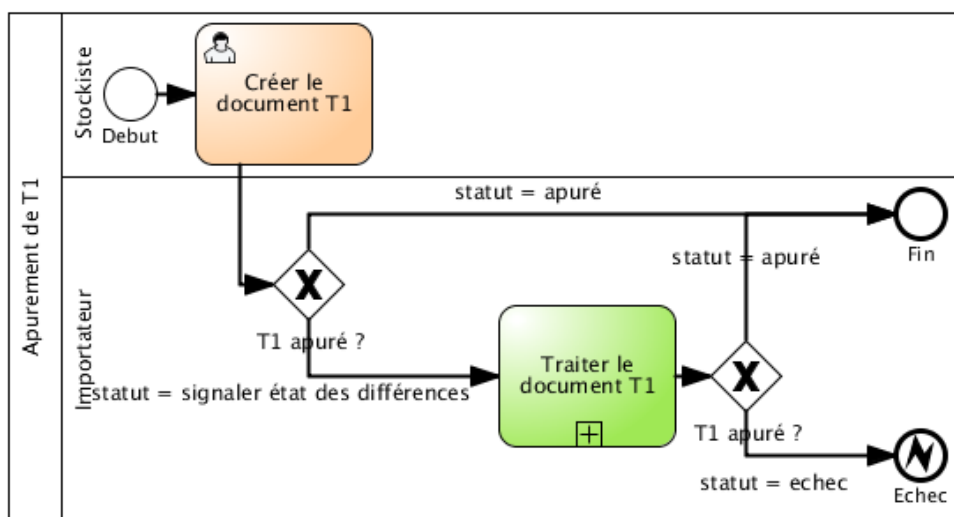 Apurement de T1
Stockiste
Debut
Créer le
document T1
Importateur
statut = apuré
Fin
statut = apuré
T1 apuré ?
Traiter le
document T1
statut = signaler état des différences
T1 apuré ?
statut = echec
Echec